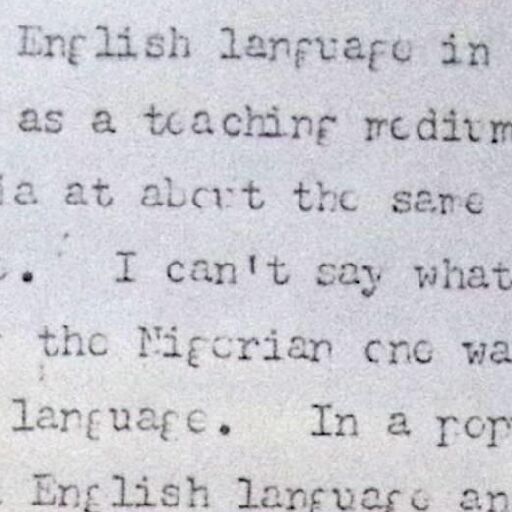 English language in
as a teaching medium
ia at about the same
. I can't say what
the Nigerian one wa
language. In a pop
English language an